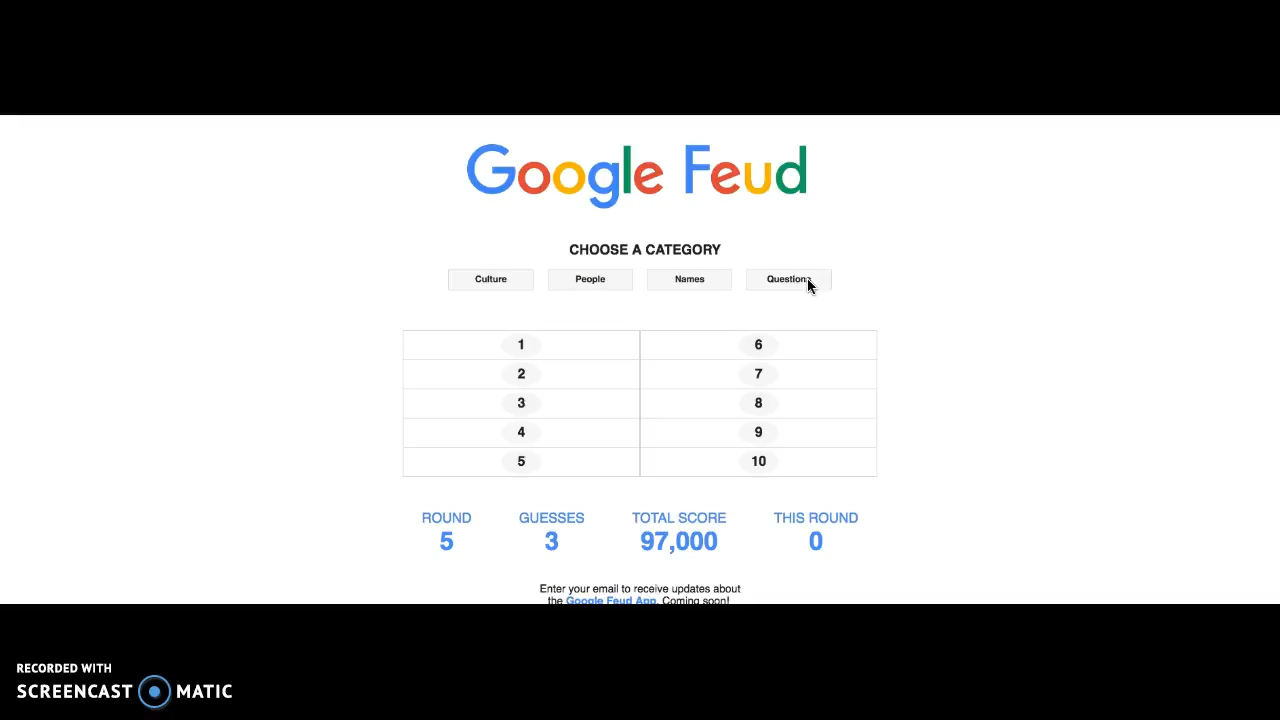 Google Feud
CHOOSE A CATEGORY
Culture People Names Questions
1 6
2 7
3 8
4 9
5 10
ROUND GUESSES TOTAL SCORE THIS ROUND
5 3 97,000 0
Enter your email to receive updates about
the Google Feud App. Coming soon!
RECORDED WITH
SCREENCAST MATIC